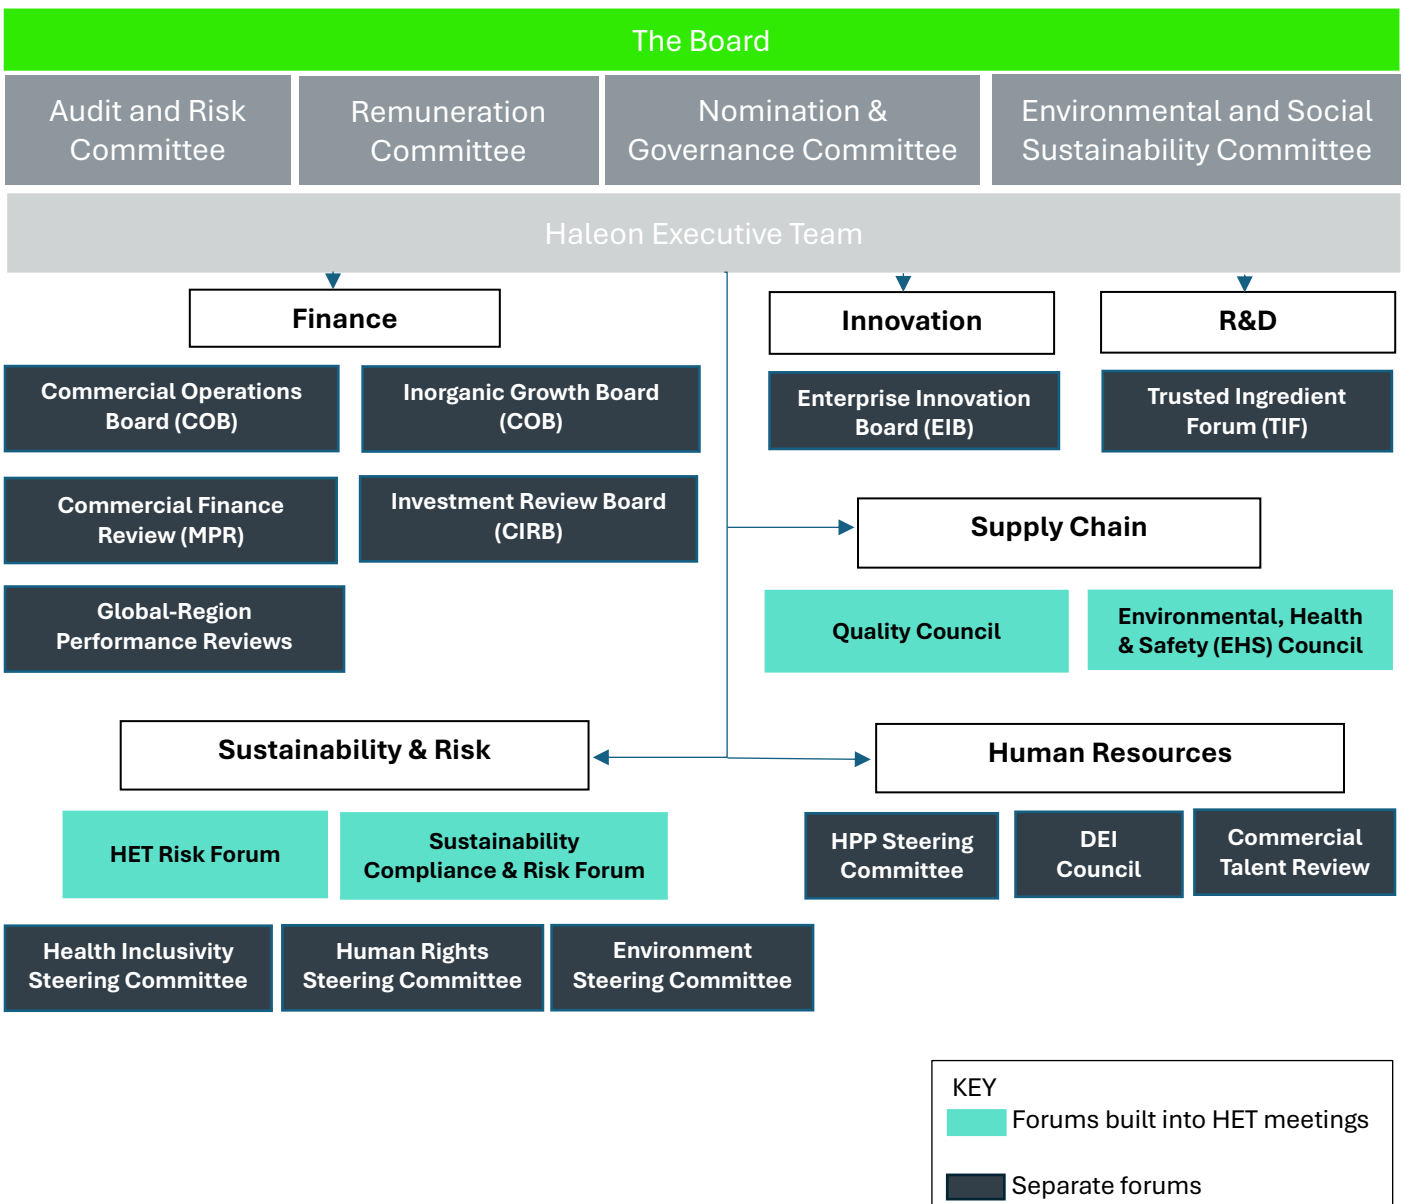 The Board
Audit and Risk
Committee
Remuneration
Committee
Nomination &
Governance Committee
Environmental and Social
Sustainability Committee
Haleon Executive Team
Finance
Innovation
R&D
Commercial Operations
Board (COB)
Inorganic Growth Board
(COB)
Enterprise Innovation
Board (EIB)
Trusted Ingredient
Forum (TIF)
Commercial Finance
Review (MPR)
Investment Review Board
(CIRB)
Supply Chain
Global-Region
Performance Reviews
Quality Council
Environmental, Health
& Safety (EHS) Council
Sustainability & Risk
Human Resources
HET Risk Forum
Sustainability
Compliance & Risk Forum
HPP Steering
Committee
DEI
Council
Commercial
Talent Review
Health Inclusivity
Steering Committee
Human Rights
Steering Committee
Environment
Steering Committee
KEY
Forums built into HET meetings
Separate forums